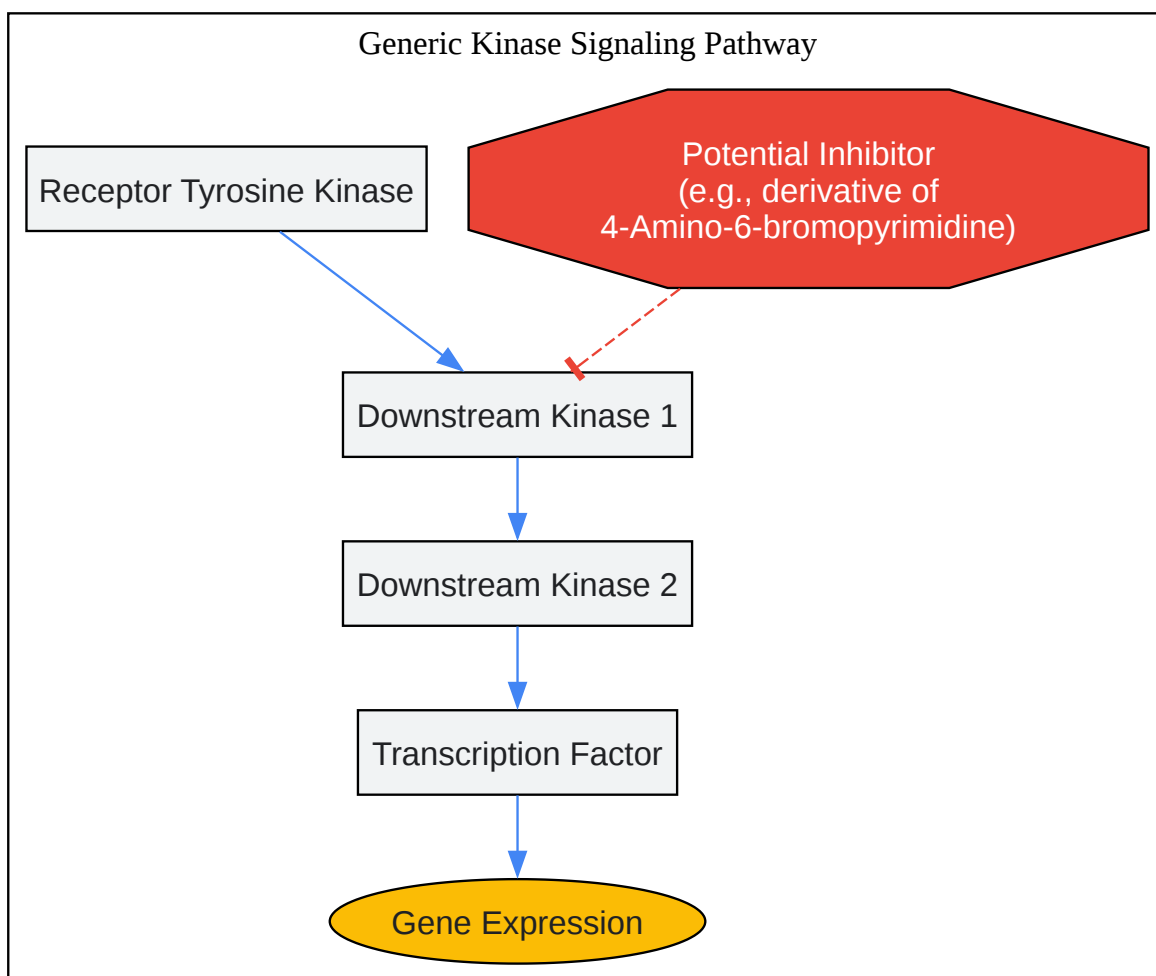 Generic Kinase Signaling Pathway
Receptor Tyrosine Kinase
Potential Inhibitor
(e.g., derivative of
4-Amino-6-bromopyrimidine)
Downstream Kinase 1
Downstream Kinase 2
Transcription Factor
Gene Expression